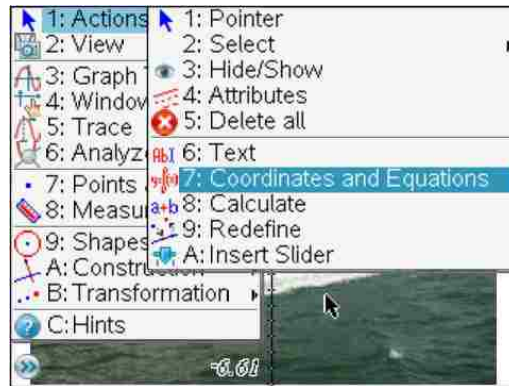 1: Actions
2: View
3: Graph
4: Window
5: Trace
6: Analyz
7: Points
8: Measu
9: Shapes
A: Construction
B: Transformation
C: Hints
1: Pointer
2: Select
3: Hide/Show
4: Attributes
5: Delete all
6: Text
7: Coordinates and Equations
8: Calculate
9: Redefine
A: Insert Slider
-6.61